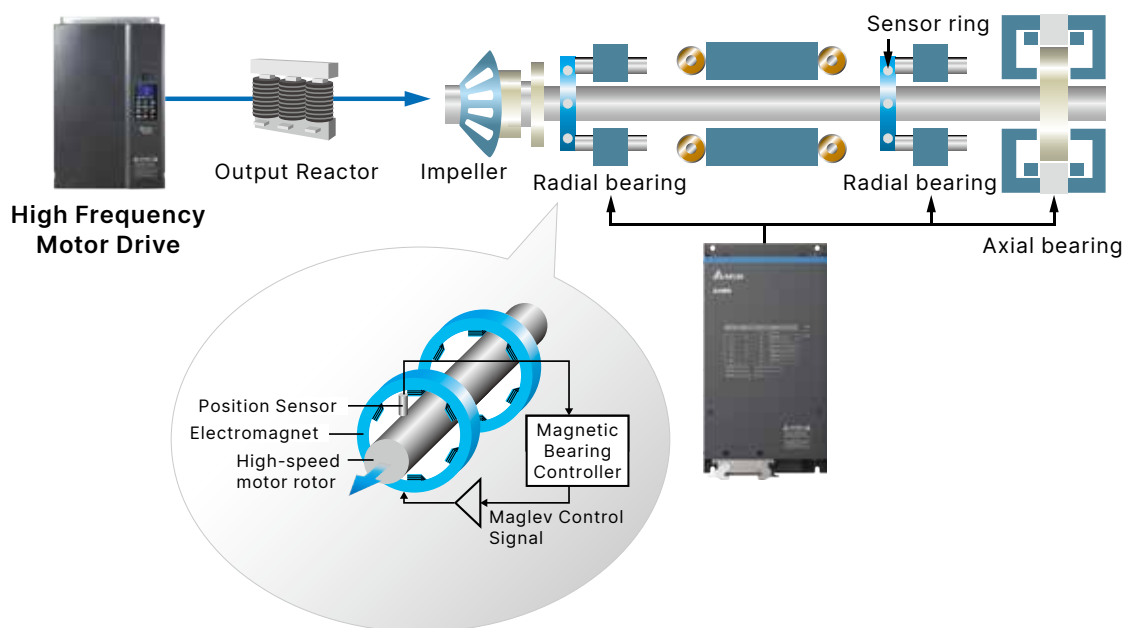 Sensor ring
Output Reactor
Impeller
Radial bearing
Radial bearing
Axial bearing
High Frequency
Motor Drive
Position Sensor
Electromagnet
High-speed
motor rotor
Magnetic
Bearing
Controller
Maglev Control
Signal